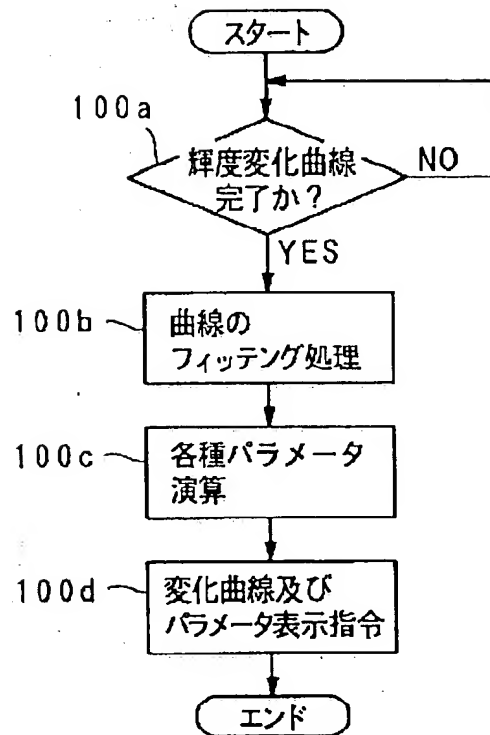 スタート
100a
輝度変化曲線
完了か？
NO
YES
100b
曲線の
フィッテング処理
100c
各種パラメータ
演算
100d
変化曲線及び
パラメータ表示指令
エンド